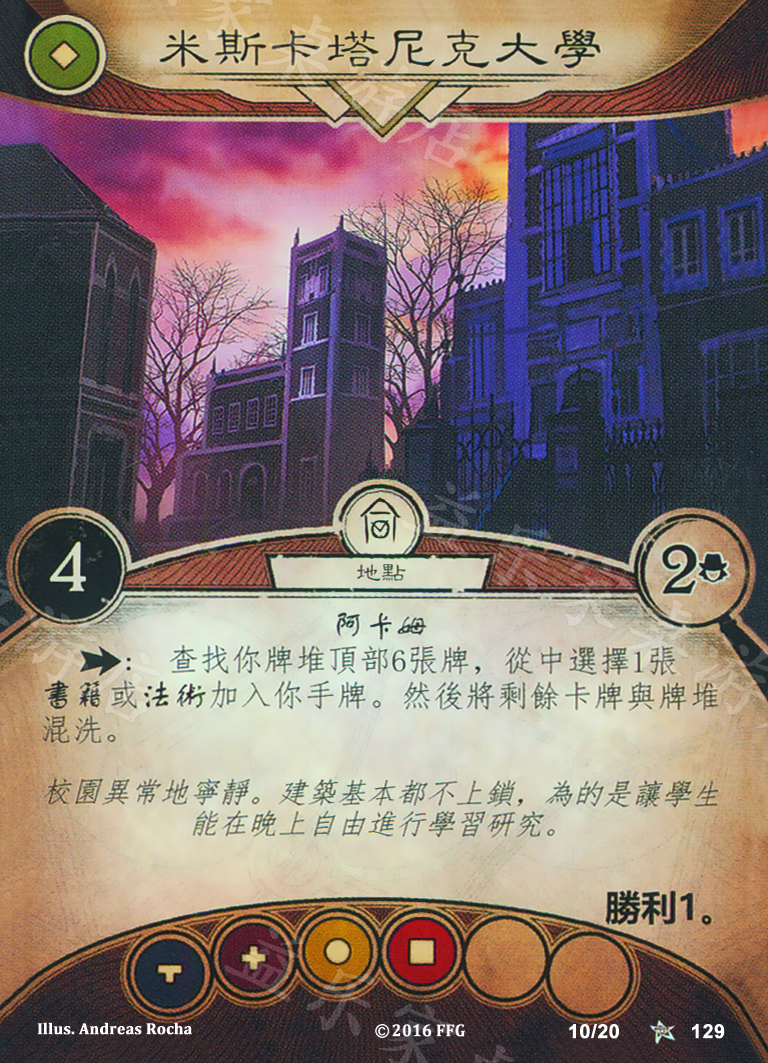 米斯卡塔尼克大學
4
地點
2
阿卡姆
： 查找你牌堆頂部6張牌，從中選擇1張
書籍或法術加入你手牌。然後將剩餘卡牌與牌堆
混洗。
校園異常地寧靜。建築基本都不上鎖，為的是讓學生
能在晚上自由進行學習研究。
勝利1。
Illus. Andreas Rocha
©2016 FFG
10/20
129